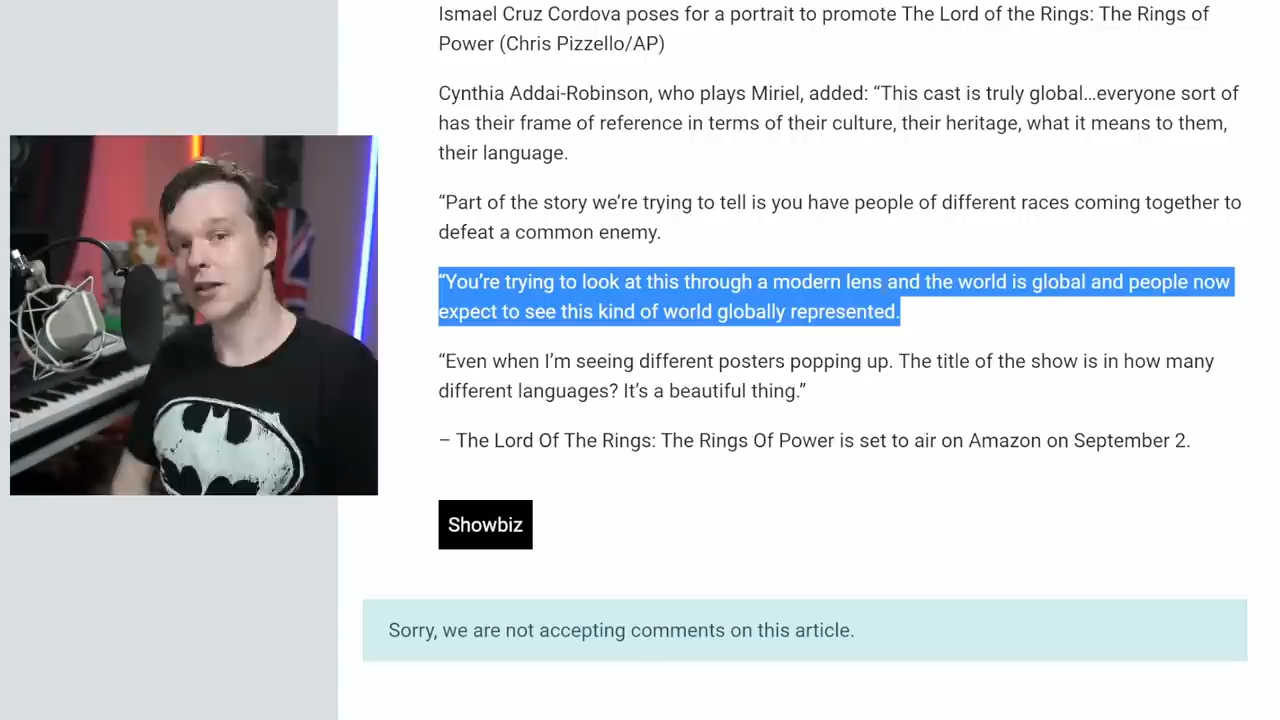 Ismael Cruz Cordova poses for a portrait to promote The Lord of the Rings: The Rings of
Power (Chris Pizzello/AP)
Cynthia Addai-Robinson, who plays Miriel, added: “This cast is truly global…everyone sort of
has their frame of reference in terms of their culture, their heritage, what it means to them,
their language.
“Part of the story we’re trying to tell is you have people of different races coming together to
defeat a common enemy.
“You’re trying to look at this through a modern lens and the world is global and people now
expect to see this kind of world globally represented.
“Even when I’m seeing different posters popping up. The title of the show is in how many
different languages? It’s a beautiful thing.”
– The Lord Of The Rings: The Rings Of Power is set to air on Amazon on September 2.
Showbiz
Sorry, we are not accepting comments on this article.